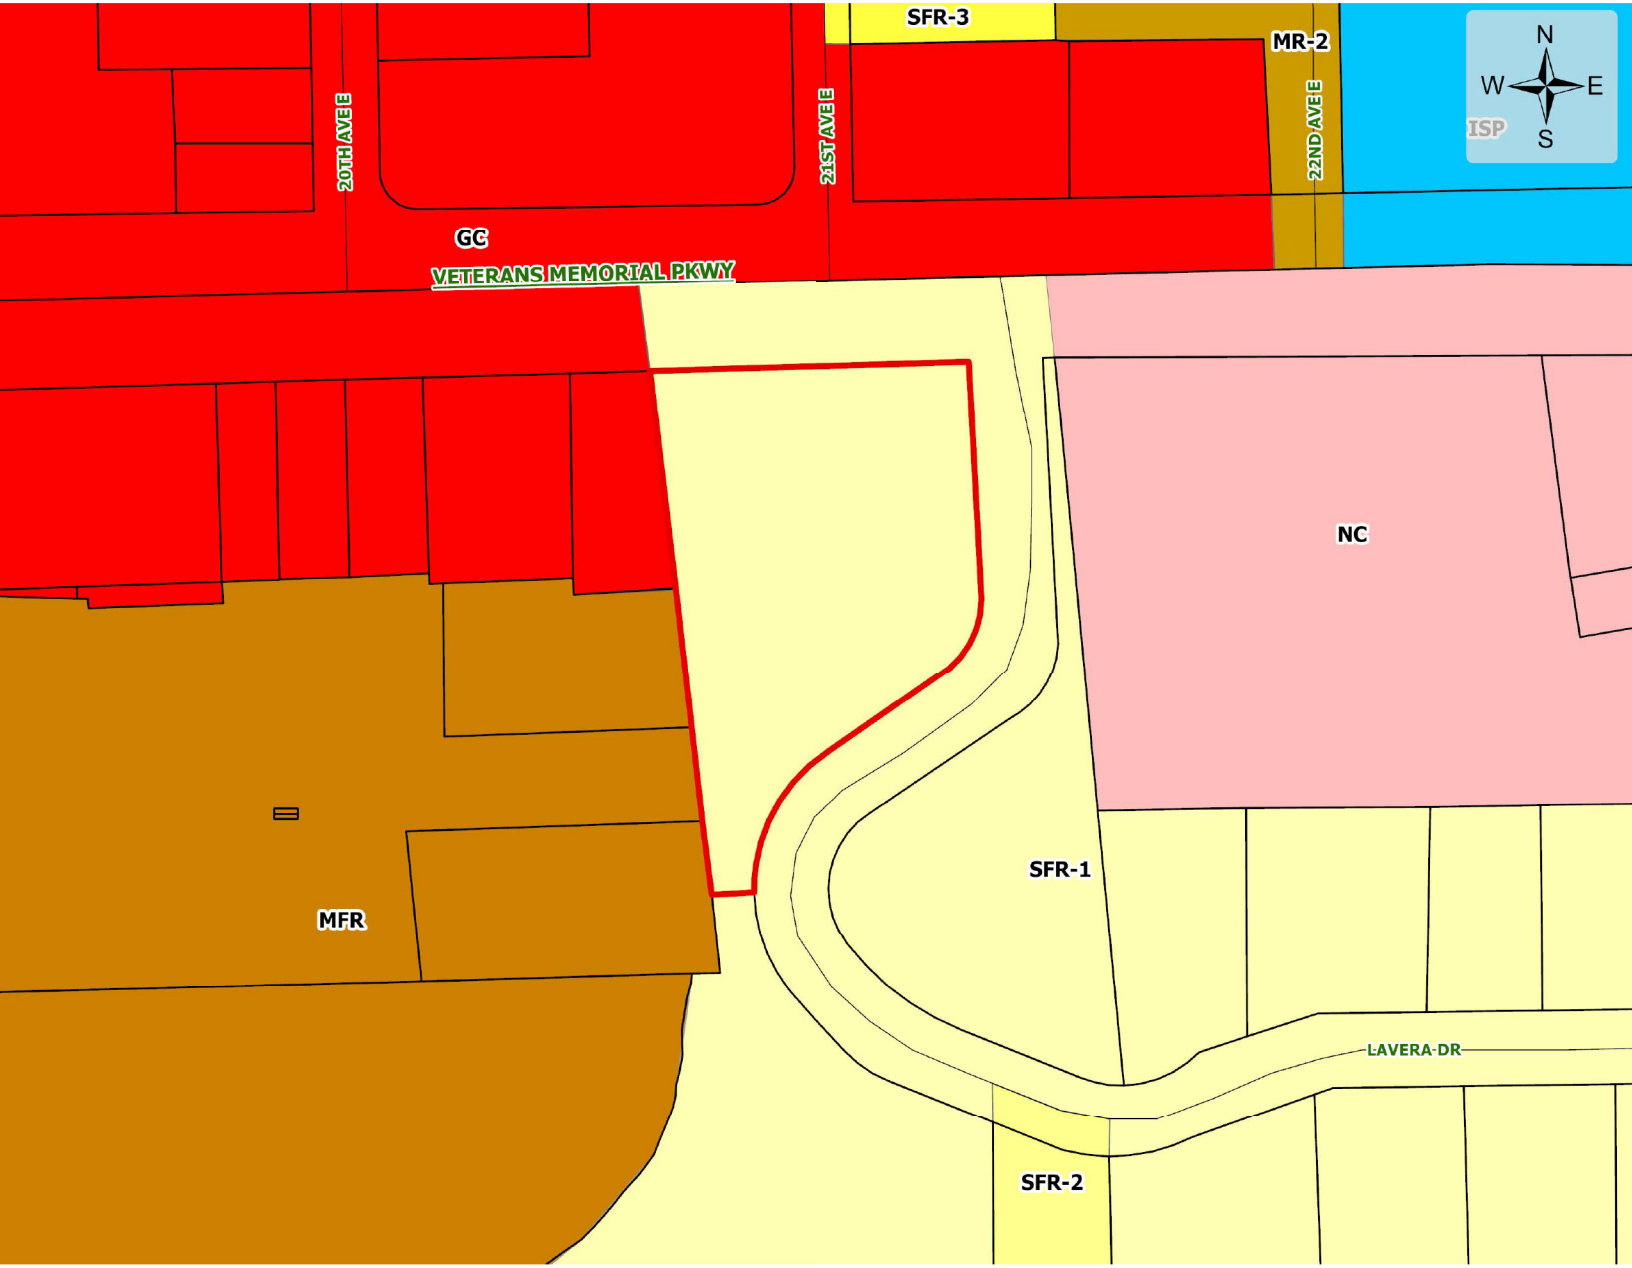 SFR-3
MR-2
N
W E
S
ISP
20TH AVE E
21ST AVE E
22ND AVE E
GC
VETERANS MEMORIAL PKWY
NC
SFR-1
MFR
LAVERA DR
SFR-2